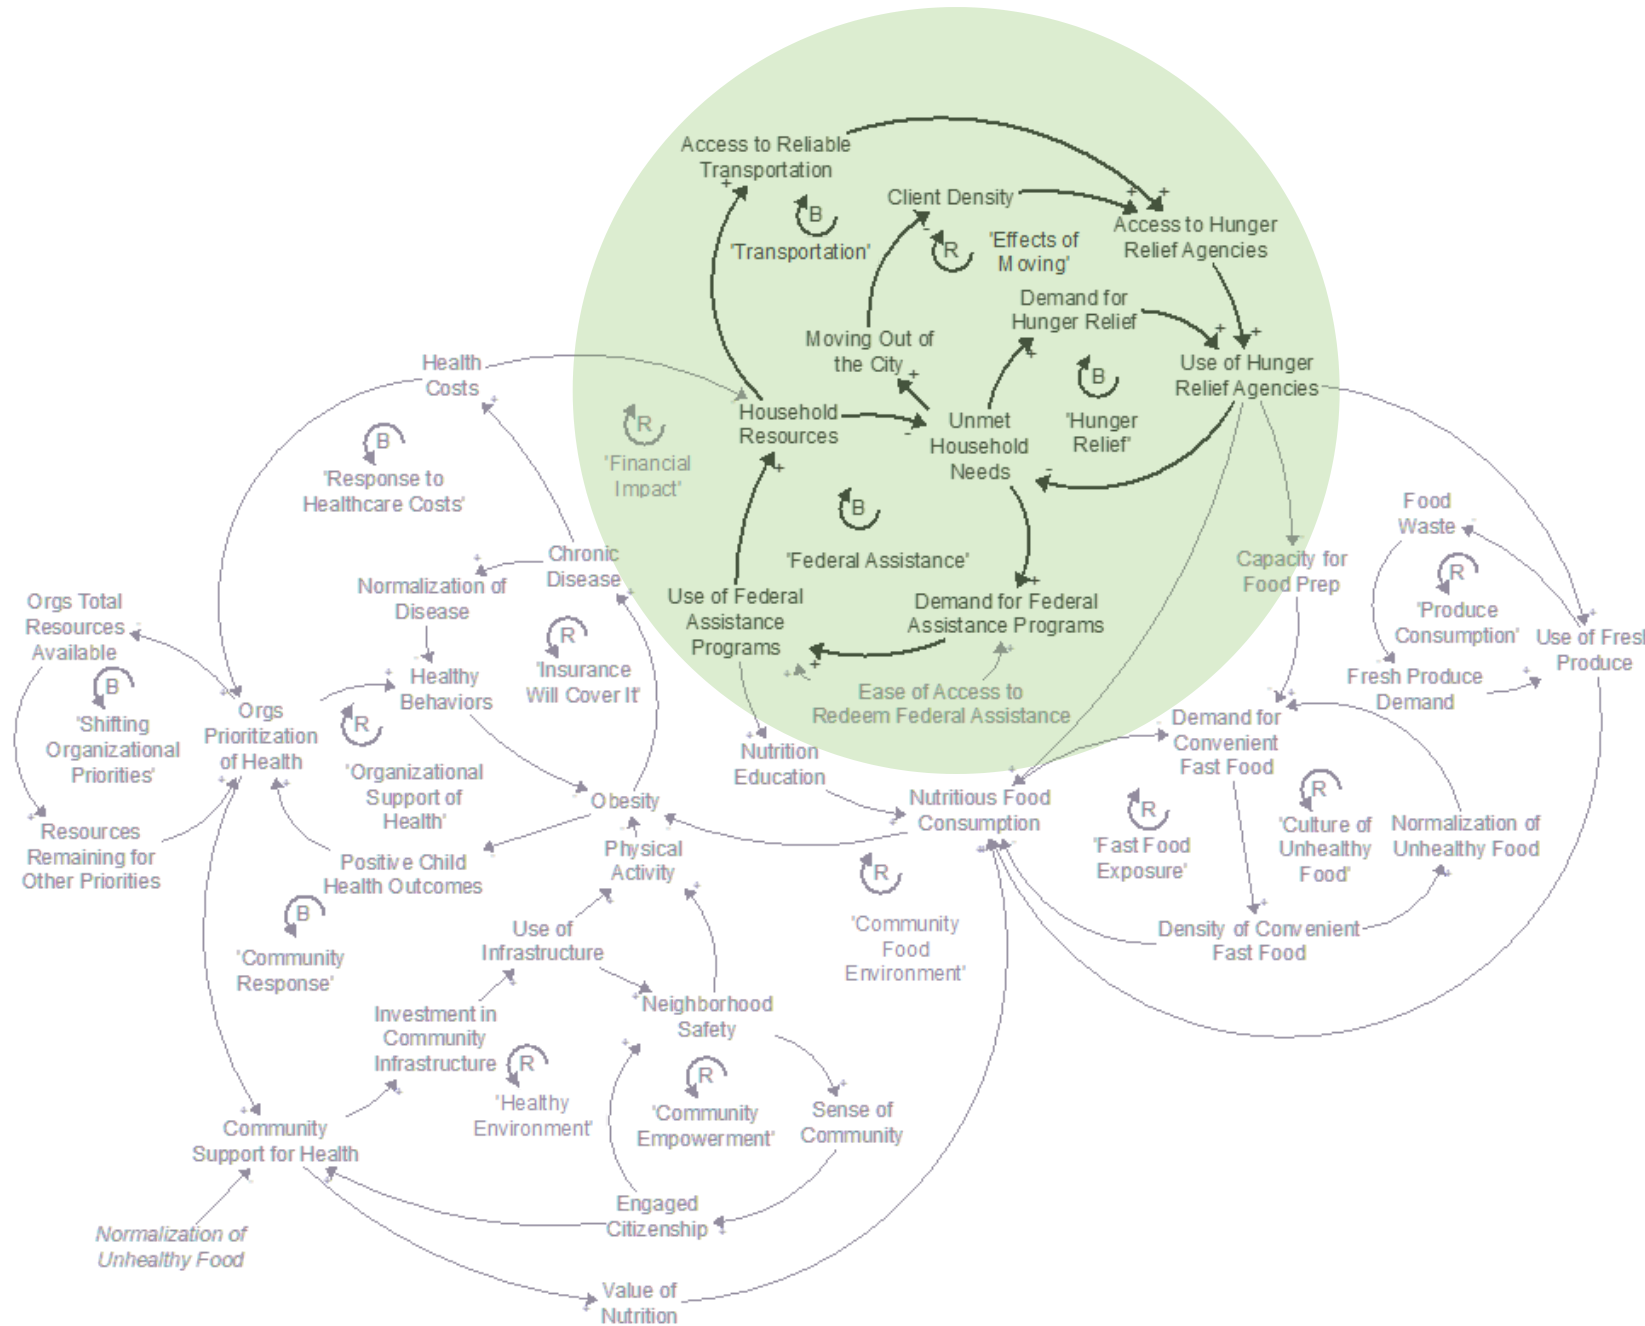 Access to Reliable
Transportation
B
'Transportation'
Client Density
R
'Effects of
Moving'
Access to Hunger
Relief Agencies
Demand for
Hunger Relief
Moving Out of
the City
Use of Hunger
Relief Agencies
B
'Hunger
Relief'
Household
Resources
Unmet
Household
Needs
R
'Financial
Impact'
B
'Federal Assistance'
Use of Federal
Assistance
Programs
Demand for Federal
Assistance Programs
Ease of Access to
Redeem Federal Assistance
Capacity for
Food Prep
Health
Costs
B
'Response to
Healthcare Costs'
Chronic
Disease
Normalization of
Disease
Orgs Total
Resources
Available
R
'Insurance
Will Cover It'
Healthy
Behaviors
B
'Shifting
Organizational
Priorities'
Orgs
Prioritization
of Health
R
'Organizational
Support of
Health'
Obesity
Nutrition
Education
Resources
Remaining for
Other Priorities
Positive Child
Health Outcomes
Physical
Activity
Nutritious Food
Consumption
Food
Waste
R
'Produce
Consumption'
Use of Fresh
Produce
Fresh Produce
Demand
Demand for
Convenient
Fast Food
R
'Fast Food
Exposure'
R
'Culture of
Unhealthy
Food'
Normalization of
Unhealthy Food
Density of Convenient
Fast Food
B
'Community
Response'
Use of
Infrastructure
R
'Community
Food
Environment'
Investment in
Community
Infrastructure
Neighborhood
Safety
R
'Healthy
Environment'
R
'Community
Empowerment'
Sense of
Community
Community
Support for Health
Engaged
Citizenship
Normalization of
Unhealthy Food
Value of
Nutrition